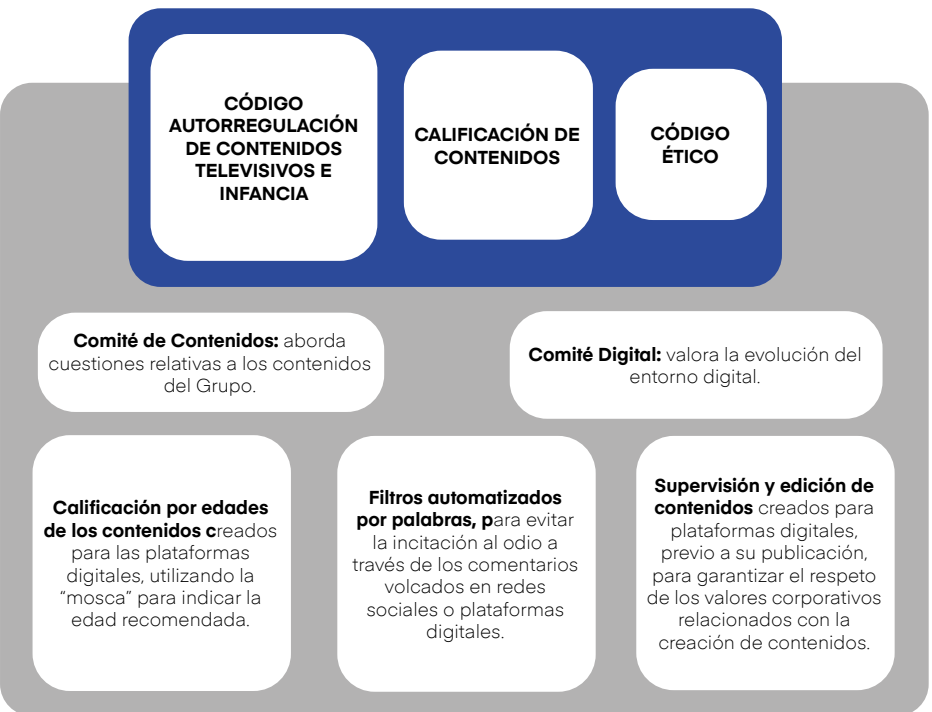 CÓDIGO
AUTORREGULACIÓN
DE CONTENIDOS
TELEVISIVOS E
INFANCIA
CALIFICACIÓN DE
CONTENIDOS
CÓDIGO
ÉTICO
Comité de Contenidos: aborda
cuestiones relativas a los contenidos
del Grupo.
Comité Digital: valora la evolución del
entorno digital.
Calificación por edades
de los contenidos creados
para las plataformas
digitales, utilizando la
“mosca” para indicar la
edad recomendada.
Filtros automatizados
por palabras, para evitar
la incitación al odio a
través de los comentarios
volcados en redes
sociales o plataformas
digitales.
Supervisión y edición de
contenidos creados para
plataformas digitales,
previo a su publicación,
para garantizar el respeto
de los valores corporativos
relacionados con la
creación de contenidos.